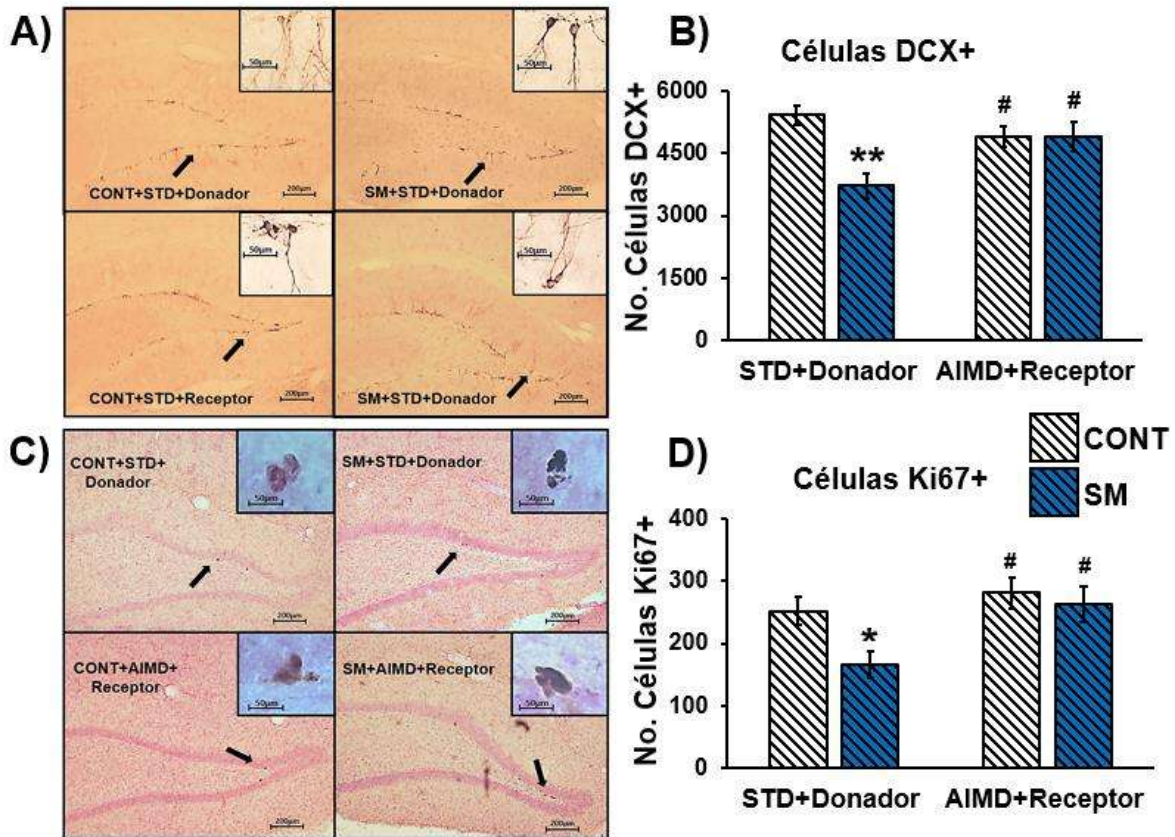 A)
50µm
50µm
CONT+STD+Donador
200µm
SM+STD+Donador
200µm
50µm
50µm
CONT+STD+Receptor
200µm
SM+STD+Donador
200µm
B)
Células DCX+
No. Células DCX+
6000
4500
3000
1500
0
**
#
#
STD+Donador
AIMD+Receptor
C)
CONT+STD+
Donador
50µm
200µm
SM+STD+Donador
50µm
200µm
CONT+AIMD+
Receptor
50µm
200µm
SM+AIMD+Receptor
50µm
200µm
CONT
SM
D)
Células Ki67+
No. Células Ki67+
400
300
200
100
0
*
#
#
STD+Donador
AIMD+Receptor